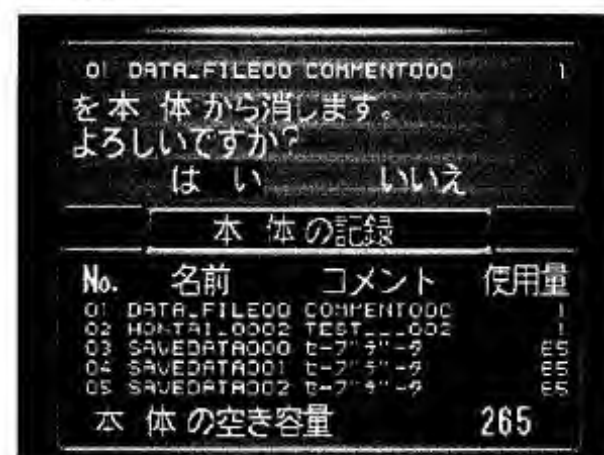 01 DATA_FILE00 COMMENT000 1
を本 体 から消します。
よろしいですか?
は い いいえ
本 体 の記録
No. 名前 コメント 使用量
01 DATA_FILE00 COMMENT000 1
02 HONTAI_0002 TEST___002 1
03 SAVEDATA000 セーブデータ 65
04 SAVEDATA001 セーブデータ 65
05 SAVEDATA002 セーブデータ 65
本 体 の空き容量 265